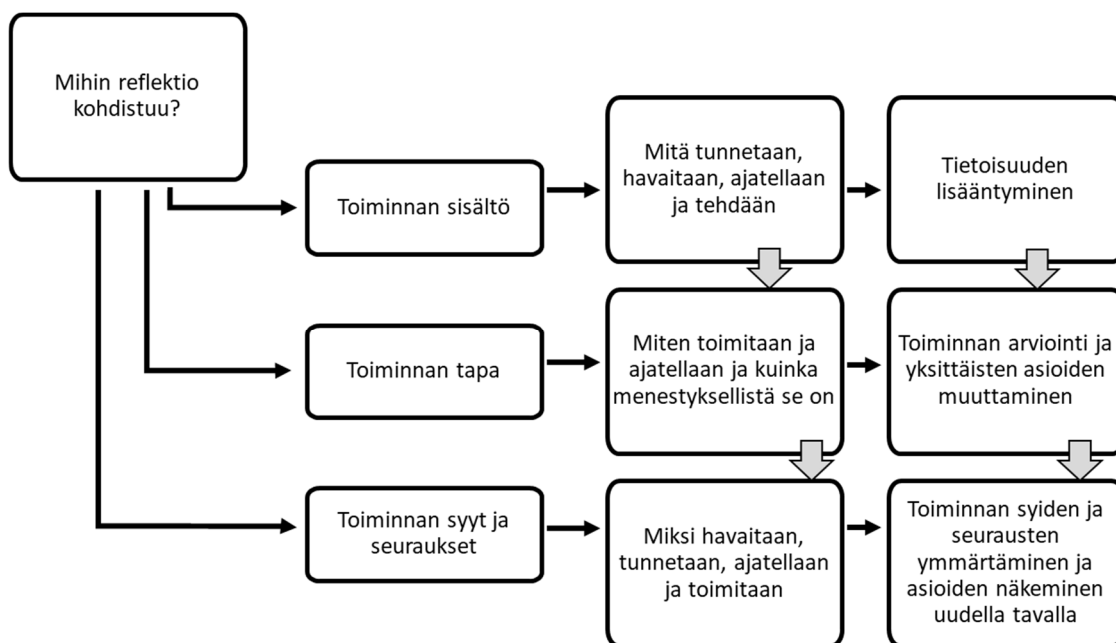 Mihin reflektio
kohdistuu?
Toiminnan sisältö
Mitä tunnetaan,
havaitaan, ajatellaan
ja tehdään
Tietoisuuden
lisääntyminen
Toiminnan tapa
Miten toimitaan ja
ajatellaan ja kuinka
menestyksellistä se on
Toiminnan arviointi ja
yksittäisten asioiden
muuttaminen
Toiminnan syyt ja
seuraukset
Miksi havaitaan,
tunnetaan, ajatellaan
ja toimitaan
Toiminnan syiden ja
seurausten
ymmärtäminen ja
asioiden näkeminen
uudella tavalla